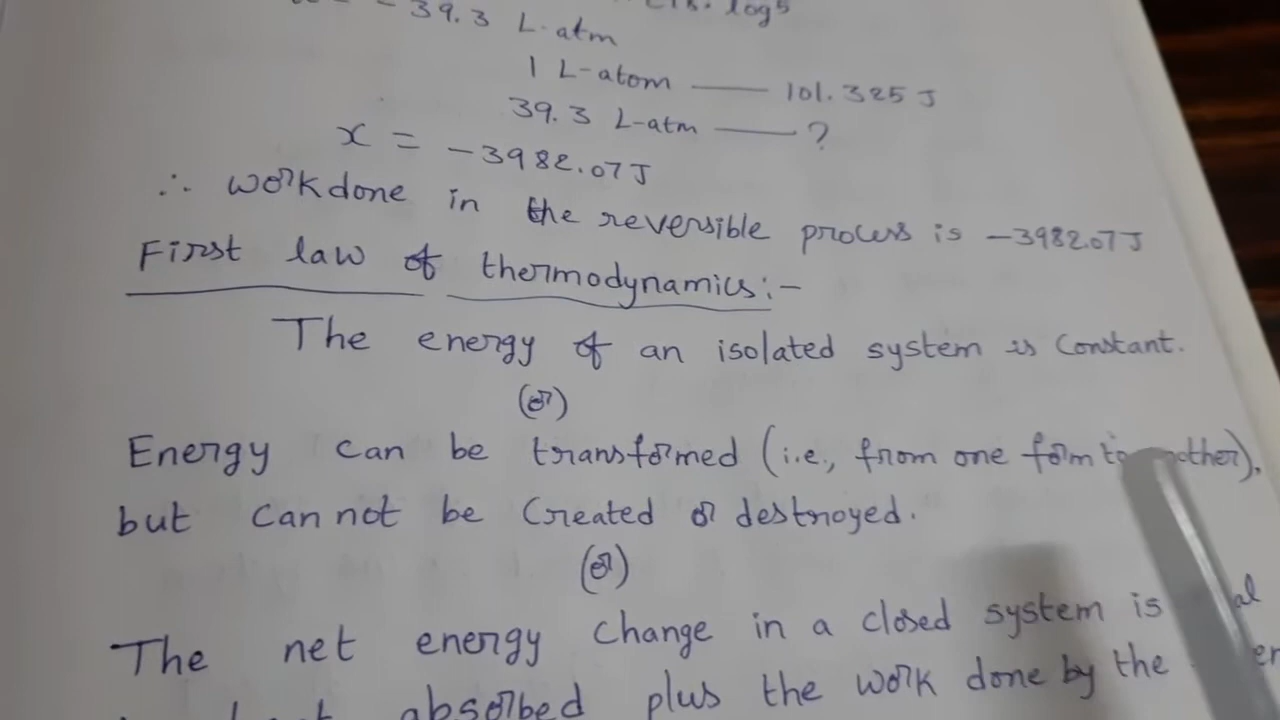 - 39.3 L-atm
log5
1 L-atom —— 101.325 J
39.3 L-atm —— ?
x = -3982.07 J
∴ workdone in the reversible process is -3982.07 J
First law of thermodynamics:-
The energy of an isolated system is constant.
(or)
Energy can be transformed (i.e., from one form to another),
but can not be created or destroyed.
(or)
The net energy change in a closed system is
absorbed plus the work done by the